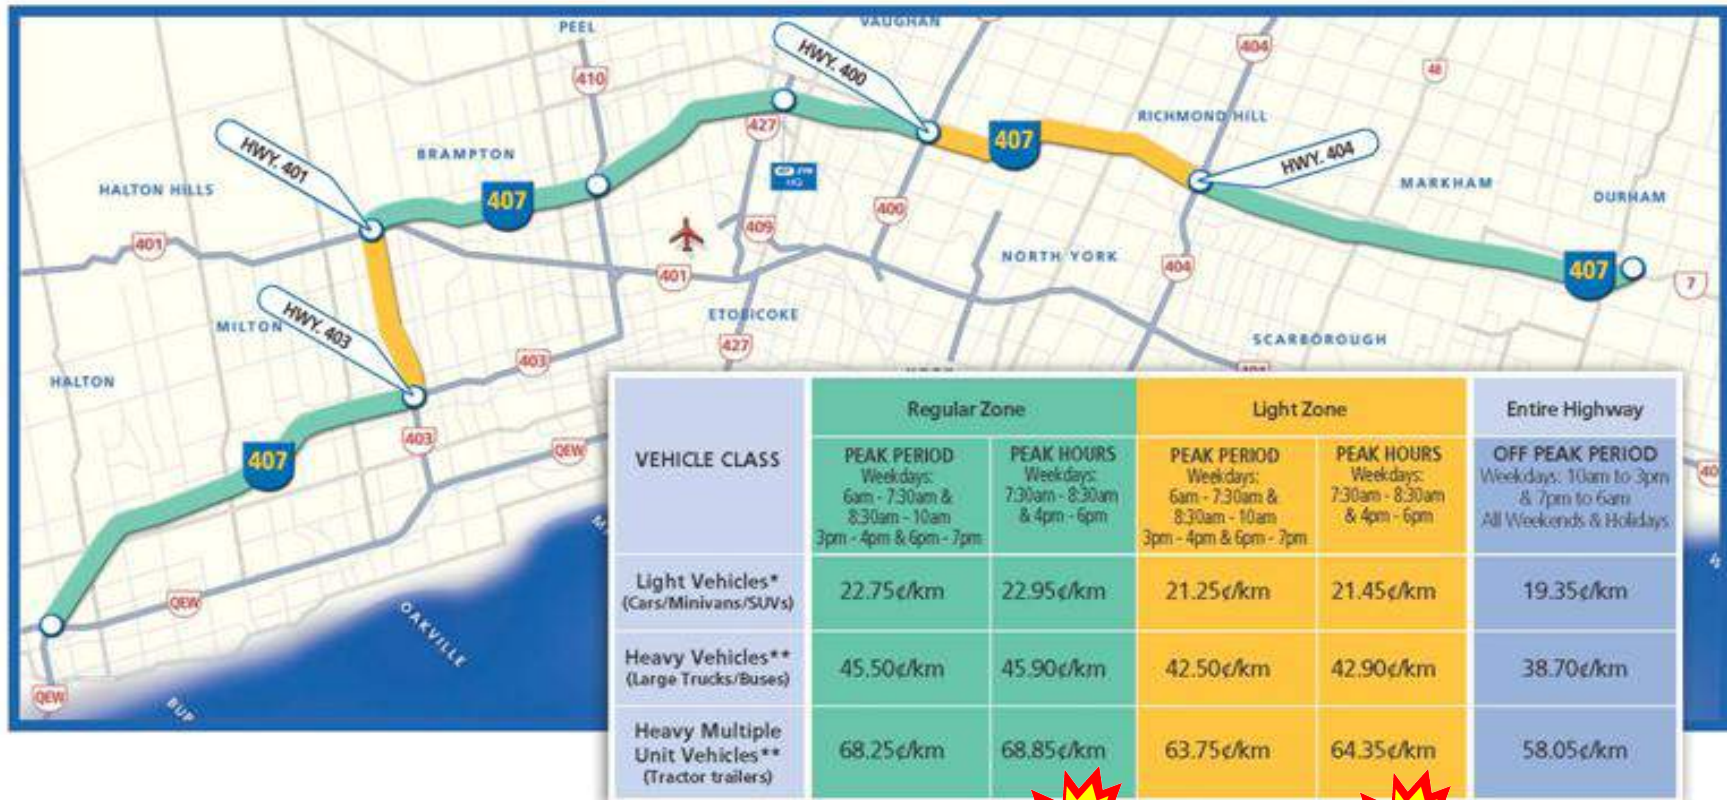 PEEL
VAUGHAN
410
HWY. 400
404
48
427
407
RICHMOND HILL
HWY. 401
BRAMPTON
HWY. 404
HALTON HILLS
407
HQ
MARKHAM
DURHAM
401
409
400
NORTH YORK
404
407
7
401
HWY. 403
MILTON
ETOBICOKE
427
403
SCARBOROUGH
HALTON
403
QEW
407
QEW
OAKVILLE
QEW
VEHICLE CLASS
Regular Zone
Light Zone
Entire Highway
PEAK PERIOD
Weekdays:
6am - 7:30am &
8:30am - 10am
3pm - 4pm & 6pm - 7pm
PEAK HOURS
Weekdays:
7:30am - 8:30am
& 4pm - 6pm
PEAK PERIOD
Weekdays:
6am - 7:30am &
8:30am - 10am
3pm - 4pm & 6pm - 7pm
PEAK HOURS
Weekdays:
7:30am - 8:30am
& 4pm - 6pm
OFF PEAK PERIOD
Weekdays: 10am to 3pm
& 7pm to 6am
All Weekends & Holidays
Light Vehicles*
(Cars/Minivans/SUVs)
22.75¢/km 22.95¢/km 21.25¢/km 21.45¢/km 19.35¢/km
Heavy Vehicles**
(Large Trucks/Buses)
45.50¢/km 45.90¢/km 42.50¢/km 42.90¢/km 38.70¢/km
Heavy Multiple
Unit Vehicles**
(Tractor trailers)
68.25¢/km 68.85¢/km 63.75¢/km 64.35¢/km 58.05¢/km